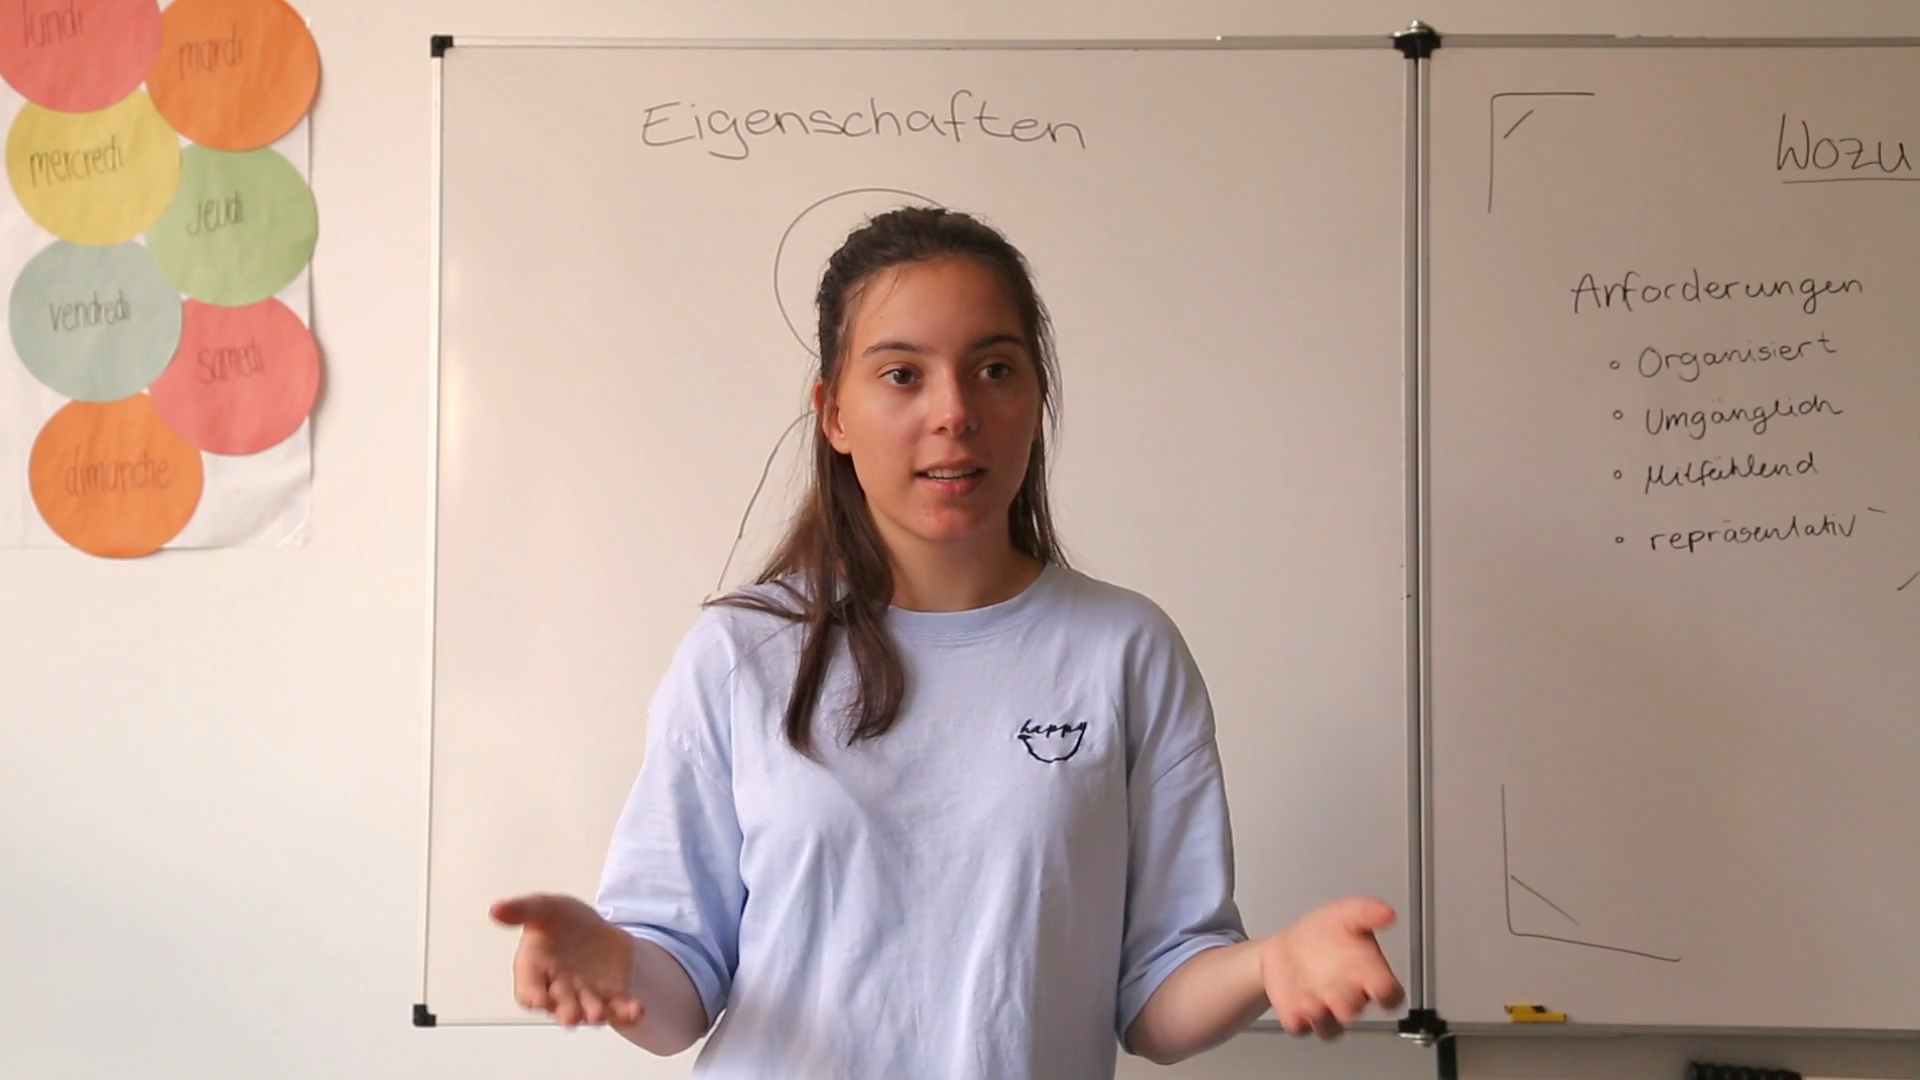 lundi
mardi
mercredi
jeudi
vendredi
samedi
dimanche
Eigenschaften
happy
Wozu
Anforderungen
Organisiert
Umgänglich
Mitfühlend
repräsentativ